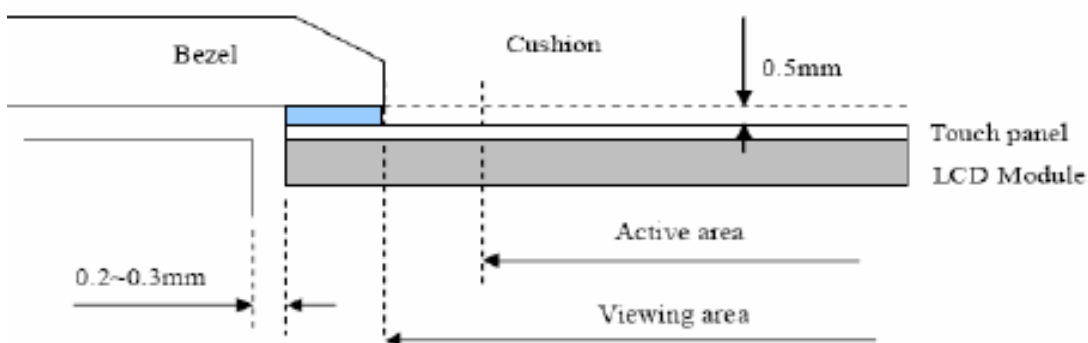 Cushion
Bezel
0.5mm
Touch panel
LCD Module
Active area
0.2~0.3mm
Viewing area